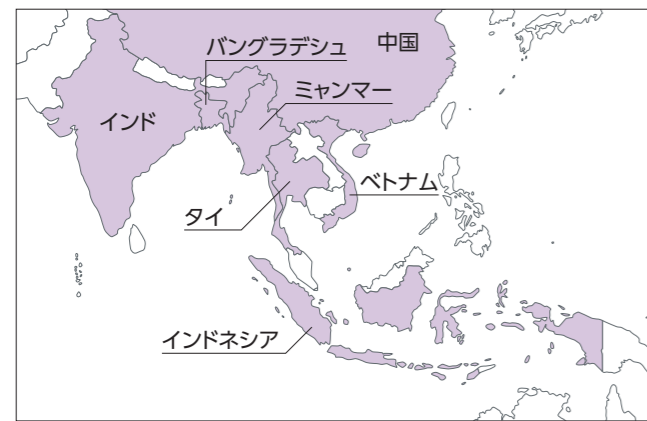 バングラデシュ
中国
ミャンマー
インド
ベトナム
タイ
インドネシア